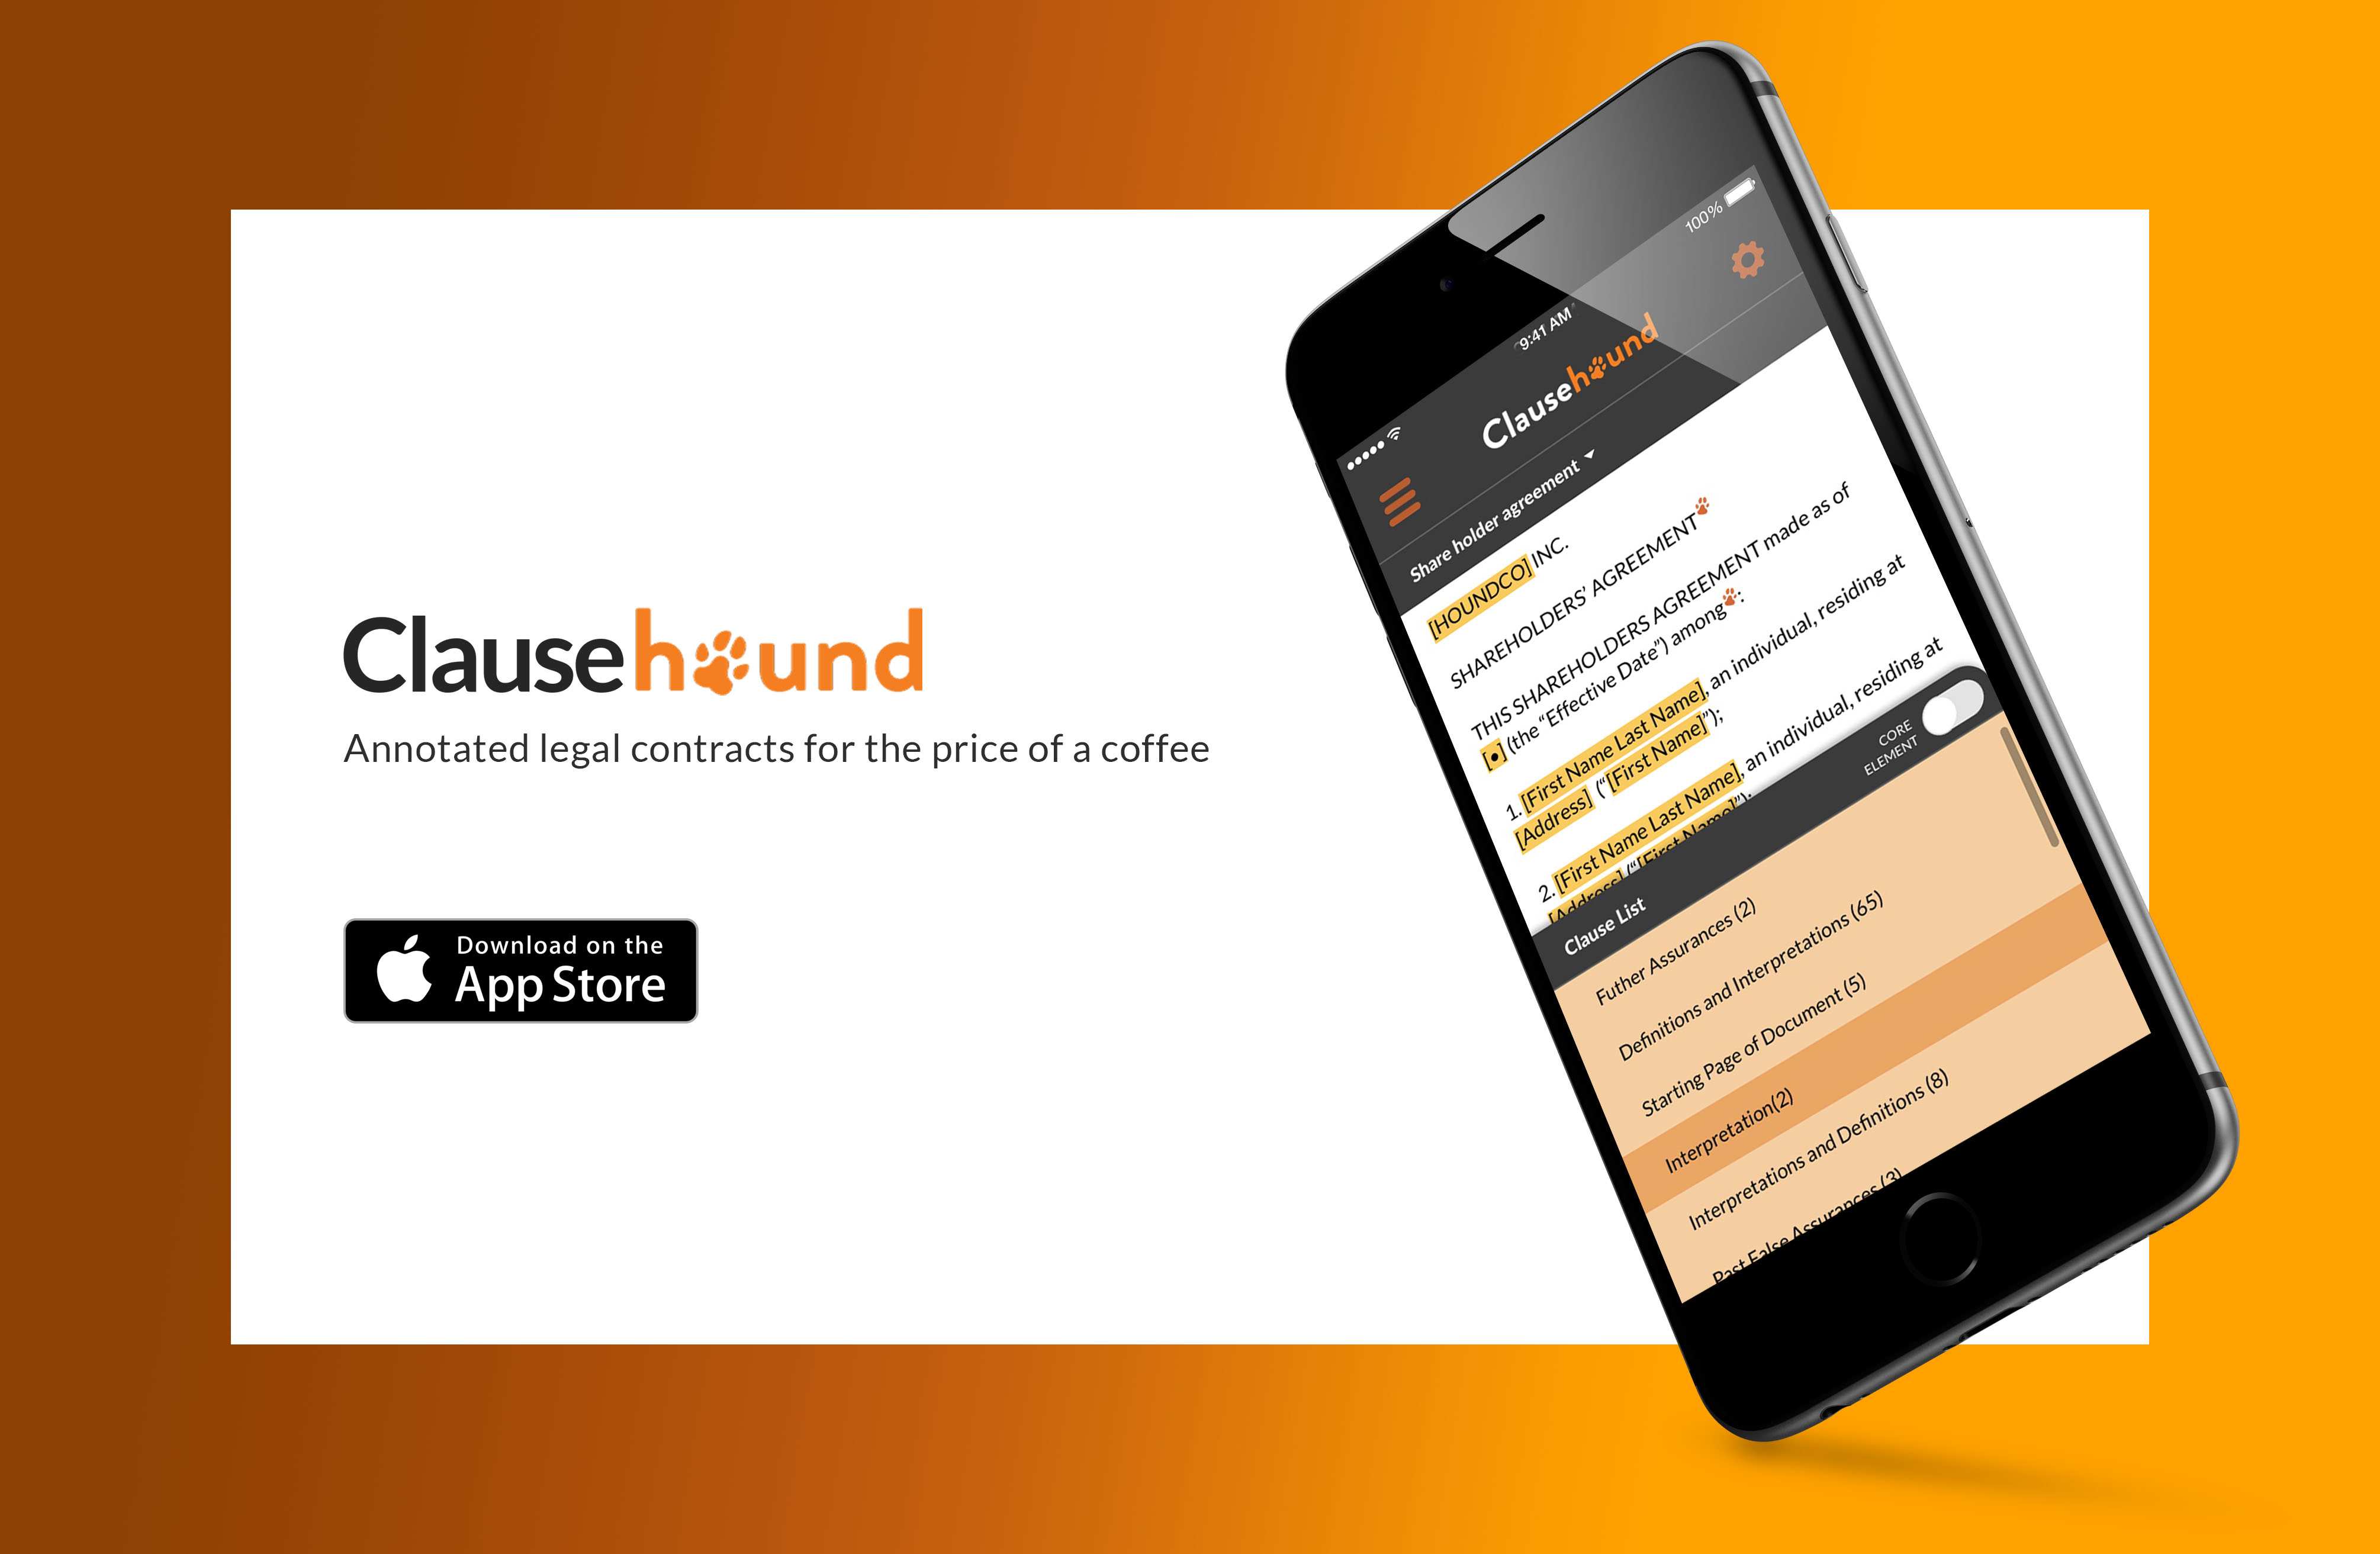 Clausehound
Annotated legal contracts for the price of a coffee
Download on the
App Store
9:41 AM
100%
Clausehound
Share holder agreement
[HOUNDCO] INC.
SHAREHOLDERS' AGREEMENT
THIS SHAREHOLDERS AGREEMENT made as of
[•] (the “Effective Date”) among :
1. [First Name Last Name], an individual, residing at
[Address] (“[First Name]”);
2. [First Name Last Name], an individual, residing at
[Address] (“[First Name]”);
Clause List
CORE
ELEMENT
Futher Assurances (2)
Definitions and Interpretations (65)
Starting Page of Document (5)
Interpretation(2)
Interpretations and Definitions (8)
Past False Assurances (3)